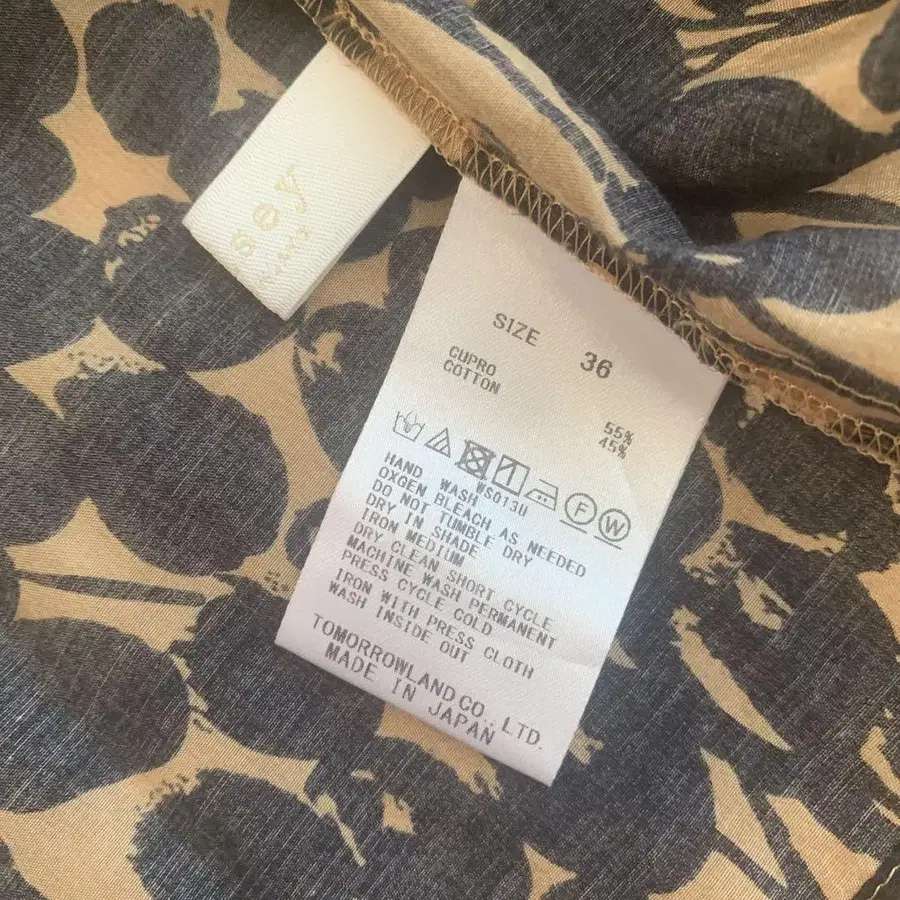 sey
SIZE 36
CUPRO 55%
COTTON 45%
F W
HAND WASH WS013U
OXGEN BLEACH AS NEEDED
DO NOT TUMBLE DRY
DRY IN SHADE
IRON MEDIUM
DRY CLEAN SHORT CYCLE
MACHINE WASH PERMANENT
PRESS CYCLE COLD
IRON WITH PRESS CLOTH
WASH INSIDE OUT
TOMORROWLAND CO., LTD.
MADE IN JAPAN